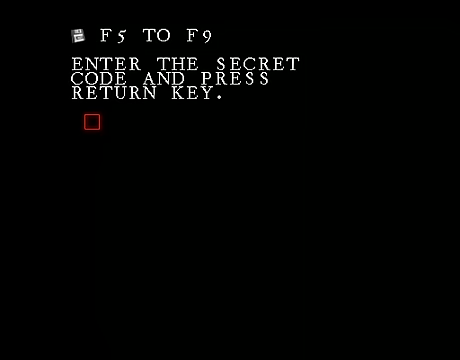 F5 TO F9
ENTER THE SECRET
CODE AND PRESS
RETURN KEY.